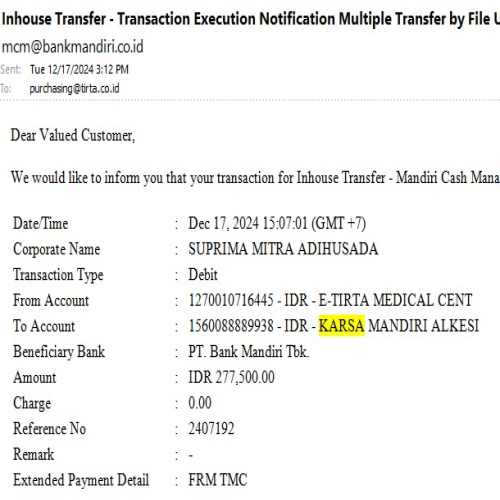 Inhouse Transfer - Transaction Execution Notification Multiple Transfer by File U
mcm@bankmandiri.co.id
Sent: Tue 12/17/2024 3:12 PM
To: purchasing@tirta.co.id
Dear Valued Customer,
We would like to inform you that your transaction for Inhouse Transfer - Mandiri Cash Mana
Date/Time : Dec 17, 2024 15:07:01 (GMT +7)
Corporate Name : SUPRIMA MITRA ADIHUSADA
Transaction Type : Debit
From Account : 1270010716445 - IDR - E-TIRTA MEDICAL CENT
To Account : 1560088889938 - IDR - KARSA MANDIRI ALKESI
Beneficiary Bank : PT. Bank Mandiri Tbk.
Amount : IDR 277,500.00
Charge : 0.00
Reference No : 2407192
Remark : -
Extended Payment Detail : FRM TMC